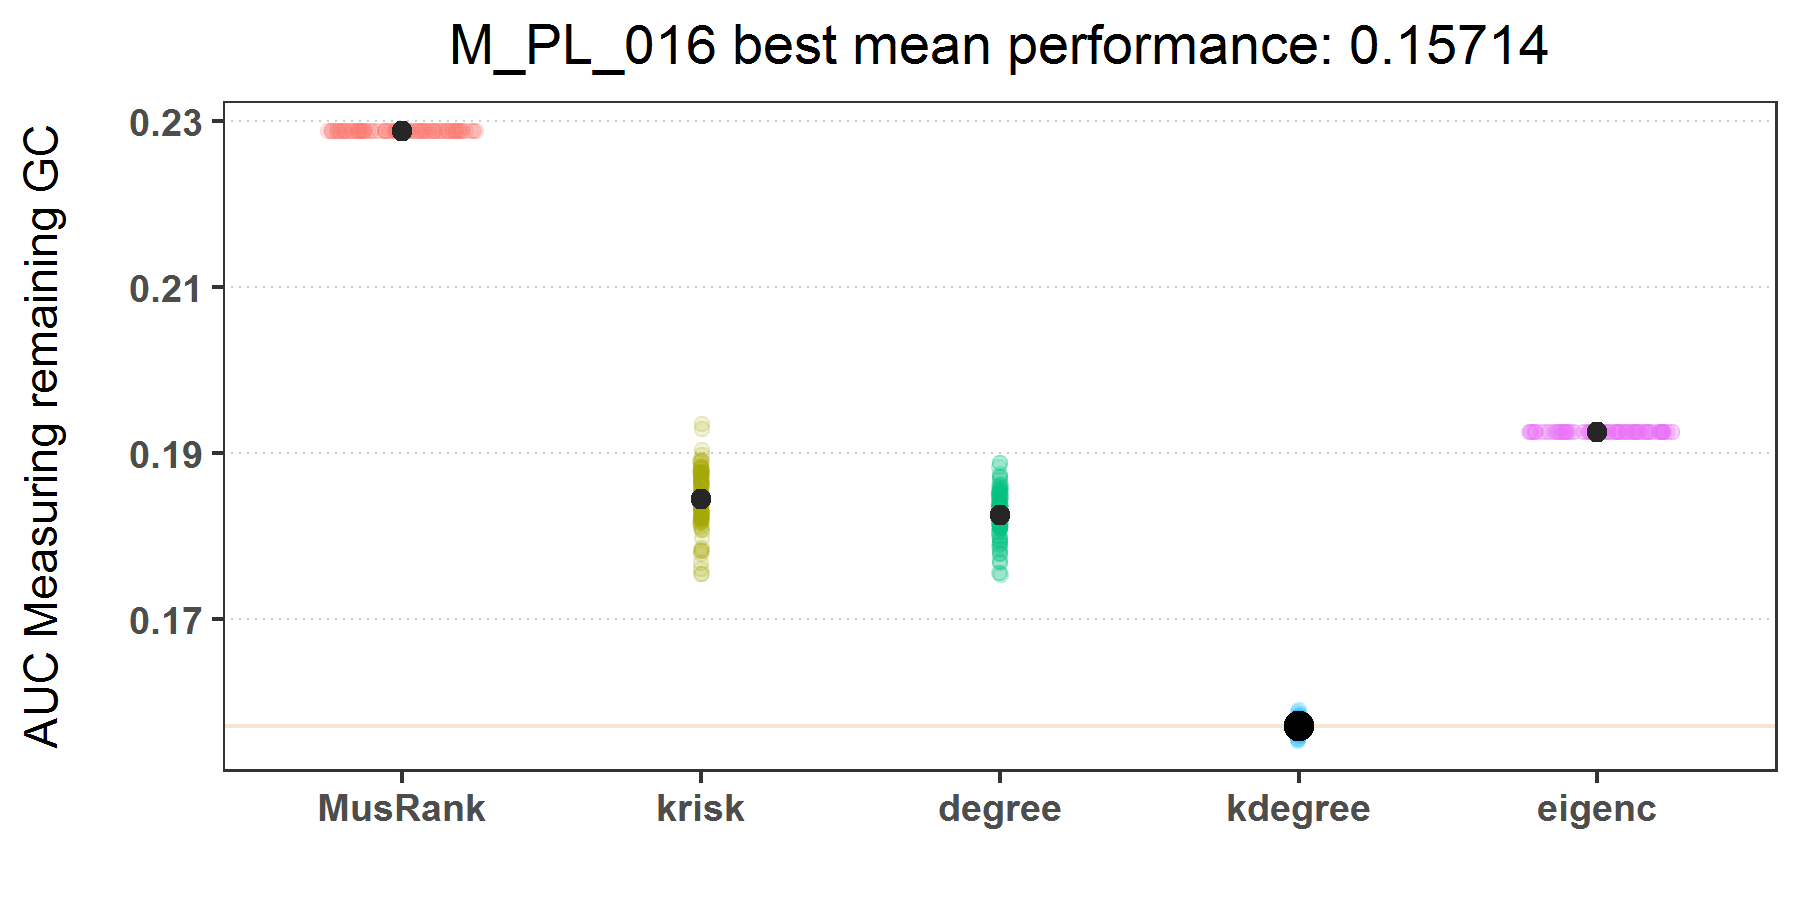 M_PL_016 best mean performance: 0.15714
AUC Measuring remaining GC
0.23
0.21
0.19
0.17
MusRank krisk degree kdegree eigenc